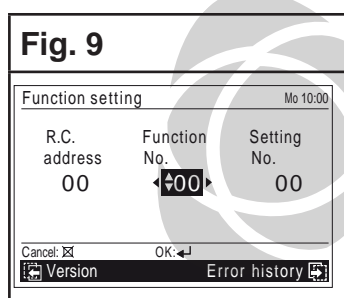 Fig. 9
Function setting Mo 10:00
R.C. Function Setting
address No. No.
00 00 00
Cancel: OK:
Version Error history